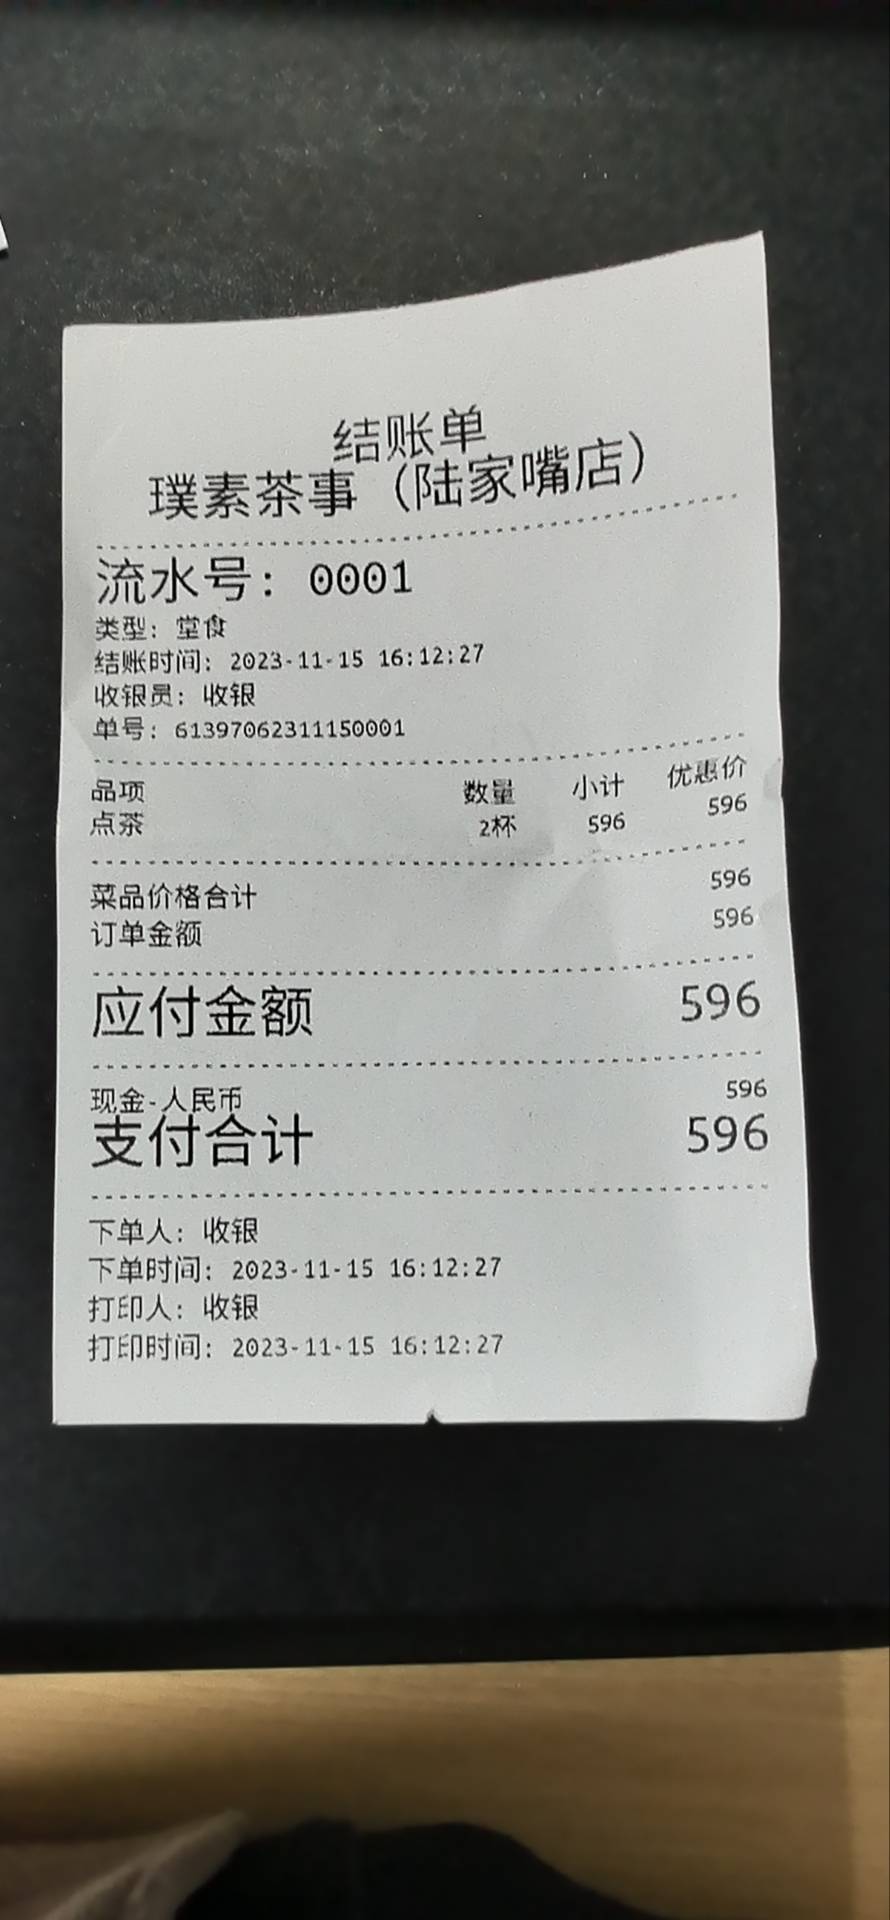 结账单
璞素茶事（陆家嘴店）
流水号: 0001
类型: 堂食
结账时间: 2023-11-15 16:12:27
收银员: 收银
单号: 61397062311150001
品项 数量 小计 优惠价
点茶 2杯 596 596
菜品价格合计 596
订单金额 596
应付金额 596
现金-人民币 596
支付合计 596
下单人: 收银
下单时间: 2023-11-15 16:12:27
打印人: 收银
打印时间: 2023-11-15 16:12:27